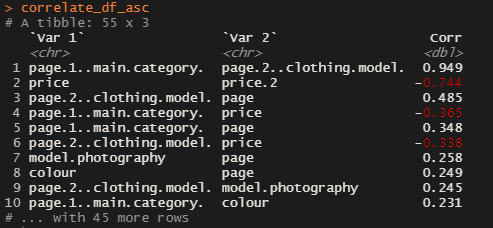 > correlate_df_asc
# A tibble: 55 x 3
`Var 1` `Var 2` Corr
<chr> <chr> <dbl>
1 page.1..main.category. page.2..clothing.model. 0.949
2 price price.2 -0.744
3 page.2..clothing.model. page 0.485
4 page.1..main.category. price -0.365
5 page.1..main.category. page 0.348
6 page.2..clothing.model. price -0.338
7 model.photography page 0.258
8 colour page 0.249
9 page.2..clothing.model. model.photography 0.245
10 page.1..main.category. colour 0.231
# ... with 45 more rows